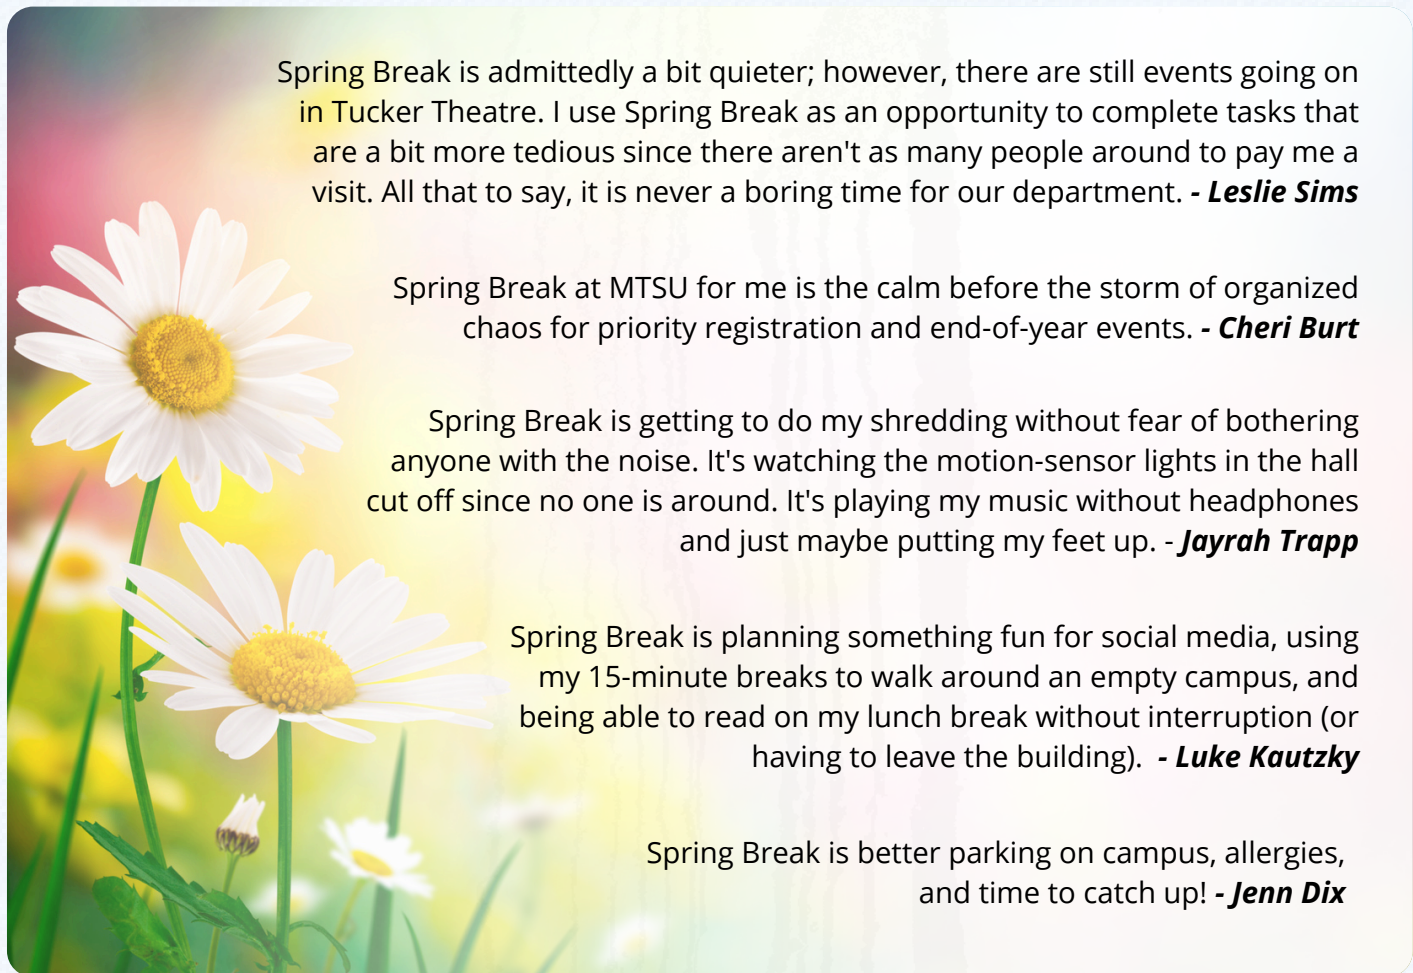 Spring Break is admittedly a bit quieter; however, there are still events going on
in Tucker Theatre. I use Spring Break as an opportunity to complete tasks that
are a bit more tedious since there aren't as many people around to pay me a
visit. All that to say, it is never a boring time for our department. - Leslie Sims
Spring Break at MTSU for me is the calm before the storm of organized
chaos for priority registration and end-of-year events. - Cheri Burt
Spring Break is getting to do my shredding without fear of bothering
anyone with the noise. It's watching the motion-sensor lights in the hall
cut off since no one is around. It's playing my music without headphones
and just maybe putting my feet up. - Jayrah Trapp
Spring Break is planning something fun for social media, using
my 15-minute breaks to walk around an empty campus, and
being able to read on my lunch break without interruption (or
having to leave the building). - Luke Kautzky
Spring Break is better parking on campus, allergies,
and time to catch up! - Jenn Dix